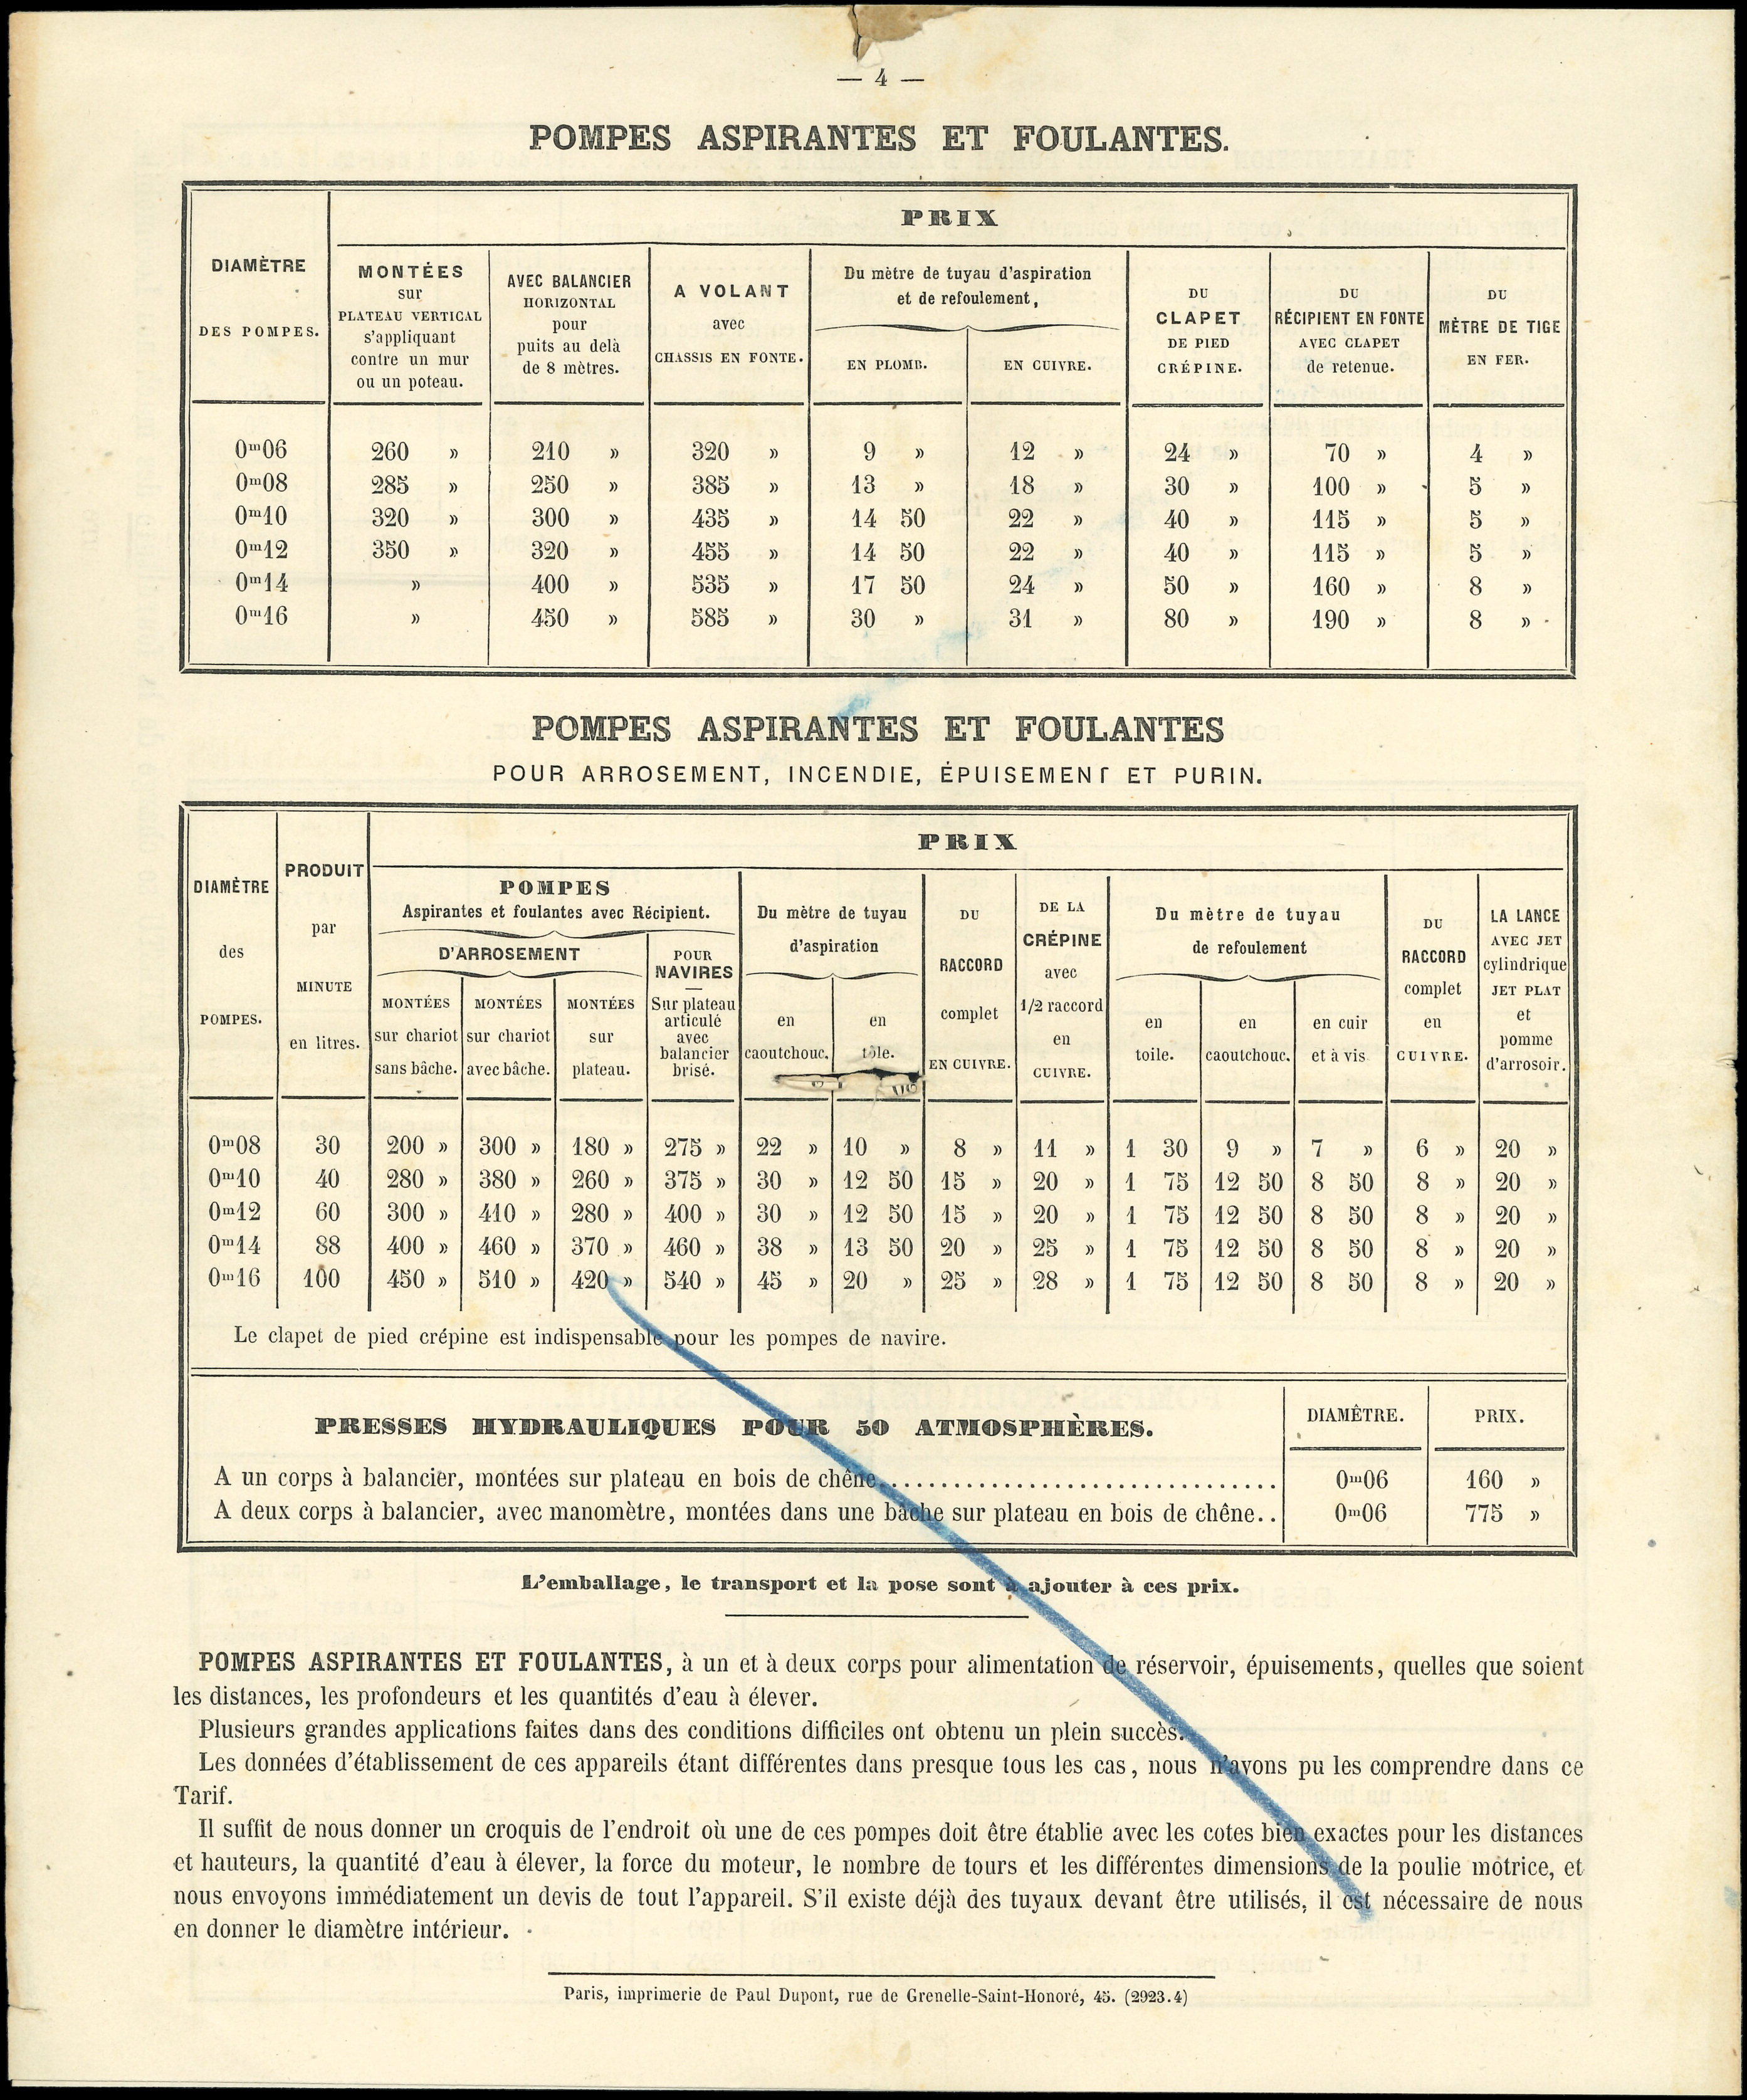 — 4 —
POMPES ASPIRANTES ET FOULANTES.
PRIX
DIAMÈTRE
DES POMPES.
MONTÉES
sur
PLATEAU VERTICAL
s'appliquant
contre un mur
ou un poteau.
AVEC BALANCIER
HORIZONTAL
pour
puits au delà
de 8 mètres.
A VOLANT
avec
CHASSIS EN FONTE.
Du mètre de tuyau d'aspiration
et de refoulement,
EN PLOMB.
EN CUIVRE.
DU
CLAPET
DE PIED
CRÉPINE.
DU
RÉCIPIENT EN FONTE
AVEC CLAPET
de retenue.
DU
MÈTRE DE TIGE
EN FER.
0m06 260 » 210 » 320 » 9 » 12 » 24 » 70 » 4 »
0m08 285 » 250 » 385 » 13 » 18 » 30 » 100 » 5 »
0m10 320 » 300 » 435 » 14 50 22 » 40 » 115 » 5 »
0m12 350 » 320 » 455 » 14 50 22 » 40 » 115 » 5 »
0m14 » 400 » 535 » 17 50 24 » 50 » 160 » 8 »
0m16 » 450 » 585 » 30 » 31 » 80 » 190 » 8 »
POMPES ASPIRANTES ET FOULANTES
POUR ARROSEMENT, INCENDIE, ÉPUISEMENT ET PURIN.
PRIX
DIAMÈTRE
des
POMPES.
PRODUIT
par
MINUTE
en litres.
POMPES
Aspirantes et foulantes avec Récipient.
D'ARROSEMENT
MONTÉES
sur chariot
sans bâche.
MONTÉES
sur chariot
avec bâche.
MONTÉES
sur
plateau.
POUR
NAVIRES
—
Sur plateau
articulé
avec
balancier
brisé.
Du mètre de tuyau
d'aspiration
en
caoutchouc.
en
tôle.
DU
RACCORD
complet
EN CUIVRE.
DE LA
CRÉPINE
avec
1/2 raccord
en
CUIVRE.
Du mètre de tuyau
de refoulement
en
toile.
en
caoutchouc.
en cuir
et à vis
DU
RACCORD
complet
en
CUIVRE.
LA LANCE
AVEC JET
cylindrique
JET PLAT
et
pomme
d'arrosoir.
0m08 30 200 » 300 » 180 » 275 » 22 » 10 » 8 » 11 » 1 30 9 » 7 » 6 » 20 »
0m10 40 280 » 380 » 260 » 375 » 30 » 12 50 15 » 20 » 1 75 12 50 8 50 8 » 20 »
0m12 60 300 » 410 » 280 » 400 » 30 » 12 50 15 » 20 » 1 75 12 50 8 50 8 » 20 »
0m14 88 400 » 460 » 370 » 460 » 38 » 13 50 20 » 25 » 1 75 12 50 8 50 8 » 20 »
0m16 100 450 » 510 » 420 » 540 » 45 » 20 » 25 » 28 » 1 75 12 50 8 50 8 » 20 »
Le clapet de pied crépine est indispensable pour les pompes de navire.
PRESSES HYDRAULIQUES POUR 50 ATMOSPHÈRES.
DIAMÈTRE.
PRIX.
A un corps à balancier, montées sur plateau en bois de chêne................................. 0m06 160 »
A deux corps à balancier, avec manomètre, montées dans une bâche sur plateau en bois de chêne.. 0m06 775 »
L'emballage, le transport et la pose sont à ajouter à ces prix.
POMPES ASPIRANTES ET FOULANTES, à un et à deux corps pour alimentation de réservoir, épuisements, quelles que soient
les distances, les profondeurs et les quantités d'eau à élever.
Plusieurs grandes applications faites dans des conditions difficiles ont obtenu un plein succès.
Les données d'établissement de ces appareils étant différentes dans presque tous les cas, nous n'avons pu les comprendre dans ce
Tarif.
Il suffit de nous donner un croquis de l'endroit où une de ces pompes doit être établie avec les cotes bien exactes pour les distances
et hauteurs, la quantité d'eau à élever, la force du moteur, le nombre de tours et les différentes dimensions de la poulie motrice, et
nous envoyons immédiatement un devis de tout l'appareil. S'il existe déjà des tuyaux devant être utilisés, il est nécessaire de nous
en donner le diamètre intérieur.
Paris, imprimerie de Paul Dupont, rue de Grenelle-Saint-Honoré, 45. (2923.4)